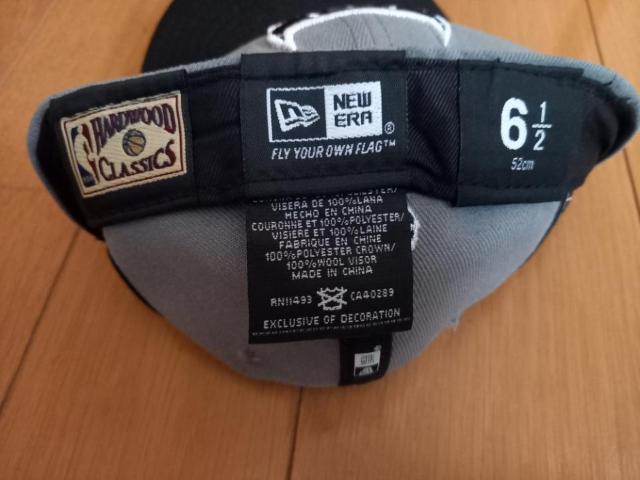 HARDWOOD
CLASSICS
NEW
ERA
®
FLY YOUR OWN FLAG™
6 1/2
52cm
VISERA DE 100%LANA
HECHO EN CHINA
COURONNE ET 100%POLYESTER/
VISIERE ET 100%LAINE
FABRIQUE EN CHINE
100%POLYESTER CROWN/
100%WOOL VISOR
MADE IN CHINA
RN11493 CA40289
EXCLUSIVE OF DECORATION